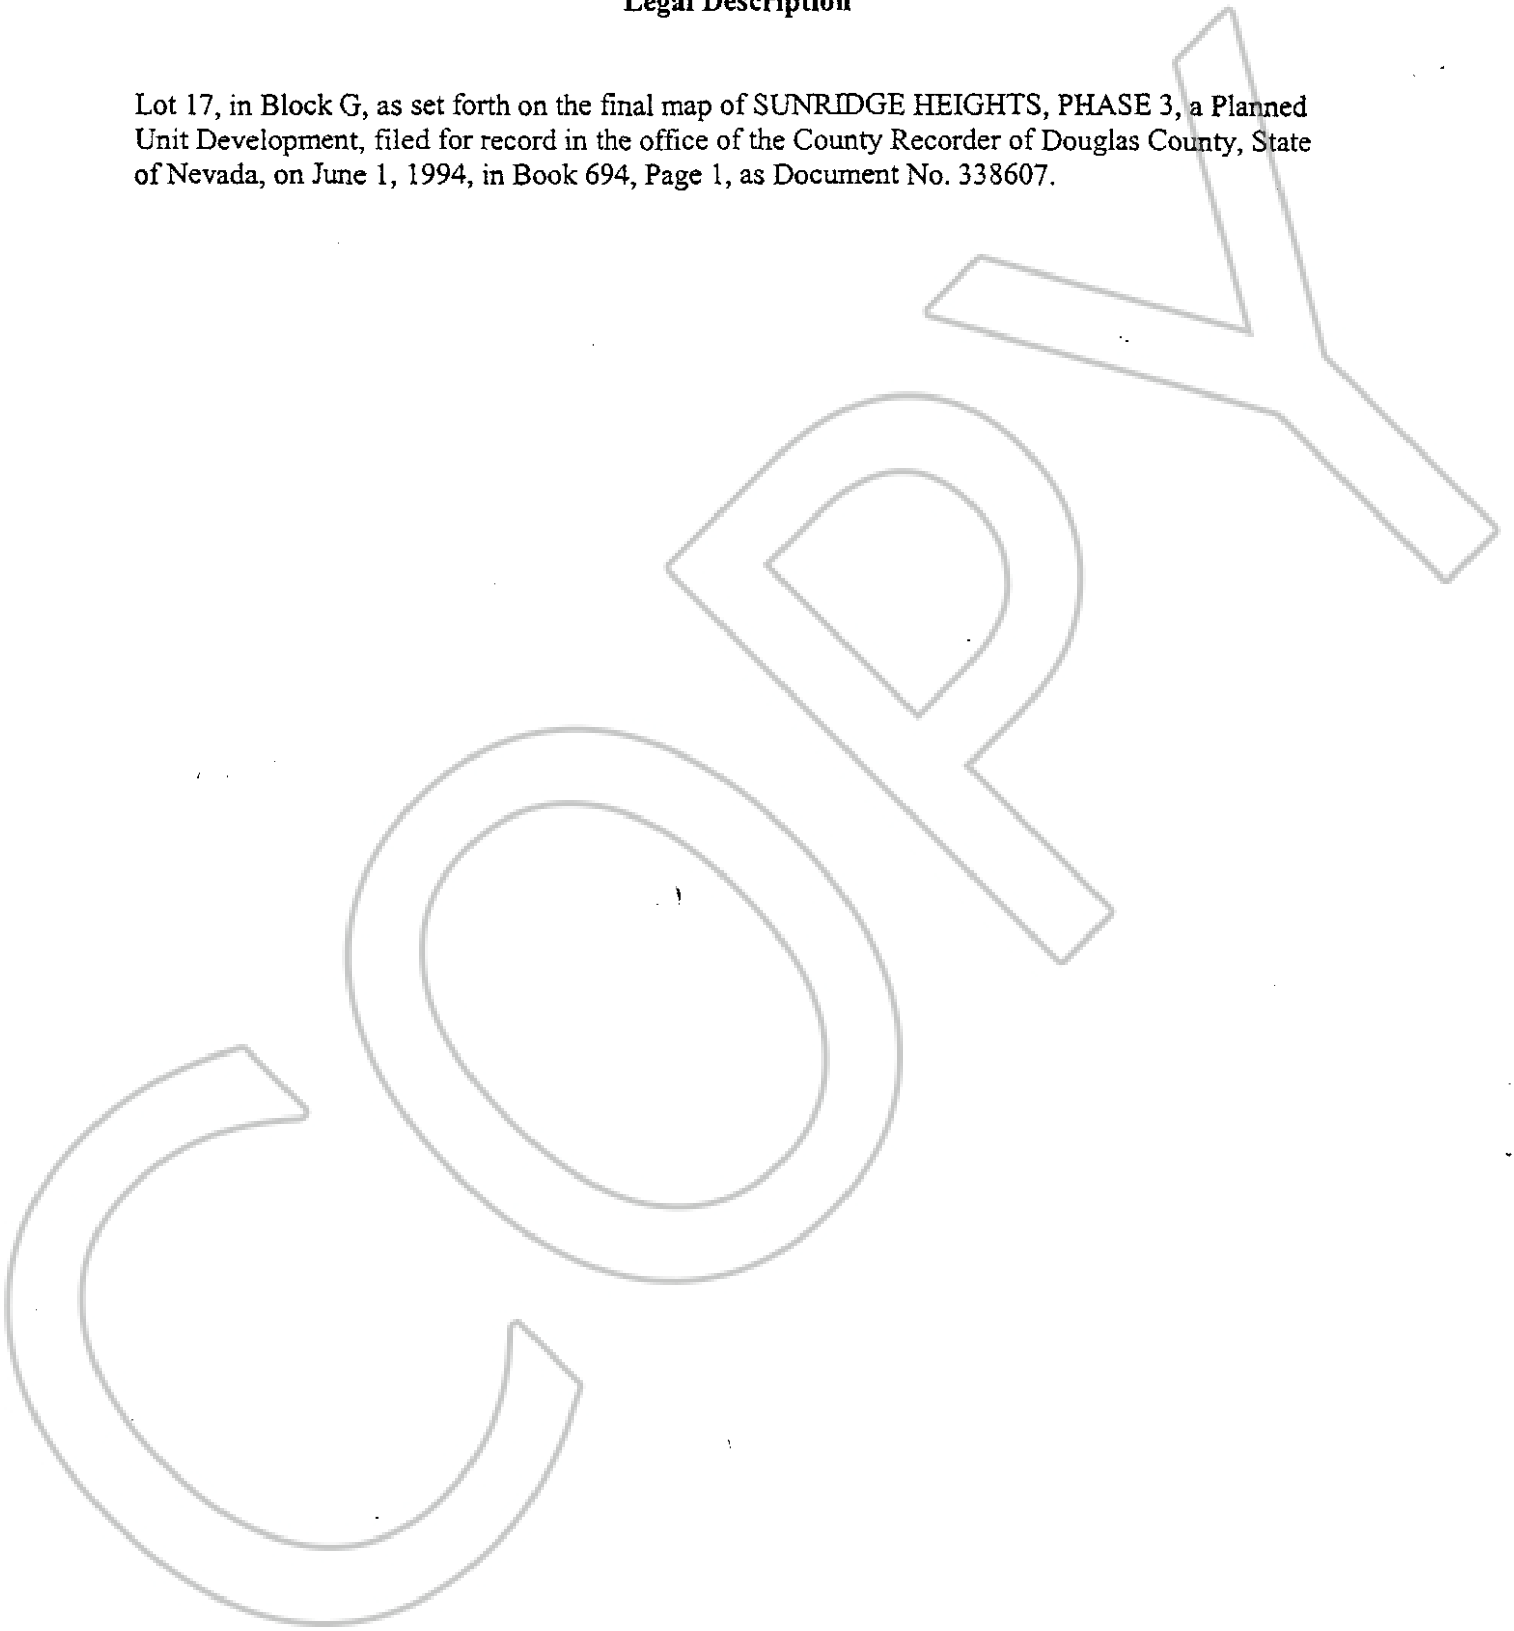 Legal Description
Lot 17, in Block G, as set forth on the final map of SUNRIDGE HEIGHTS, PHASE 3, a Planned
Unit Development, filed for record in the office of the County Recorder of Douglas County, State
of Nevada, on June 1, 1994, in Book 694, Page 1, as Document No. 338607.
COPY